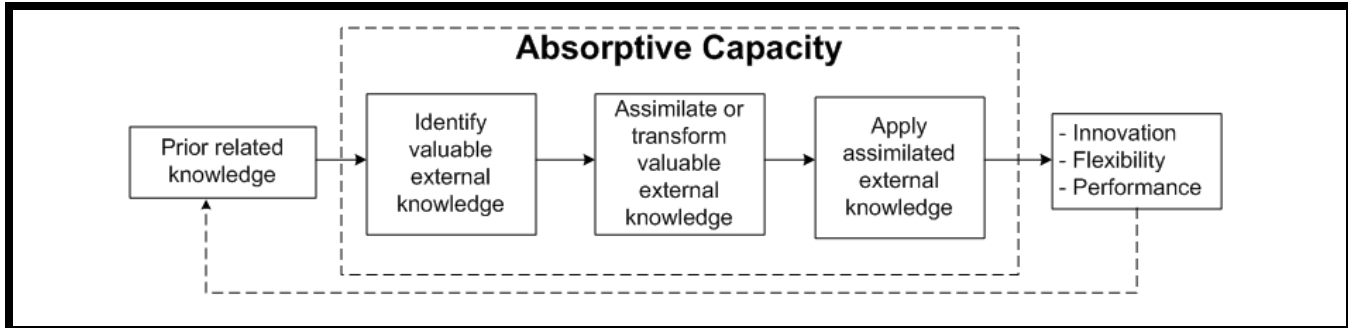 Absorptive Capacity
Prior related
knowledge
Identify
valuable
external
knowledge
Assimilate or
transform
valuable
external
knowledge
Apply
assimilated
external
knowledge
- Innovation
- Flexibility
- Performance